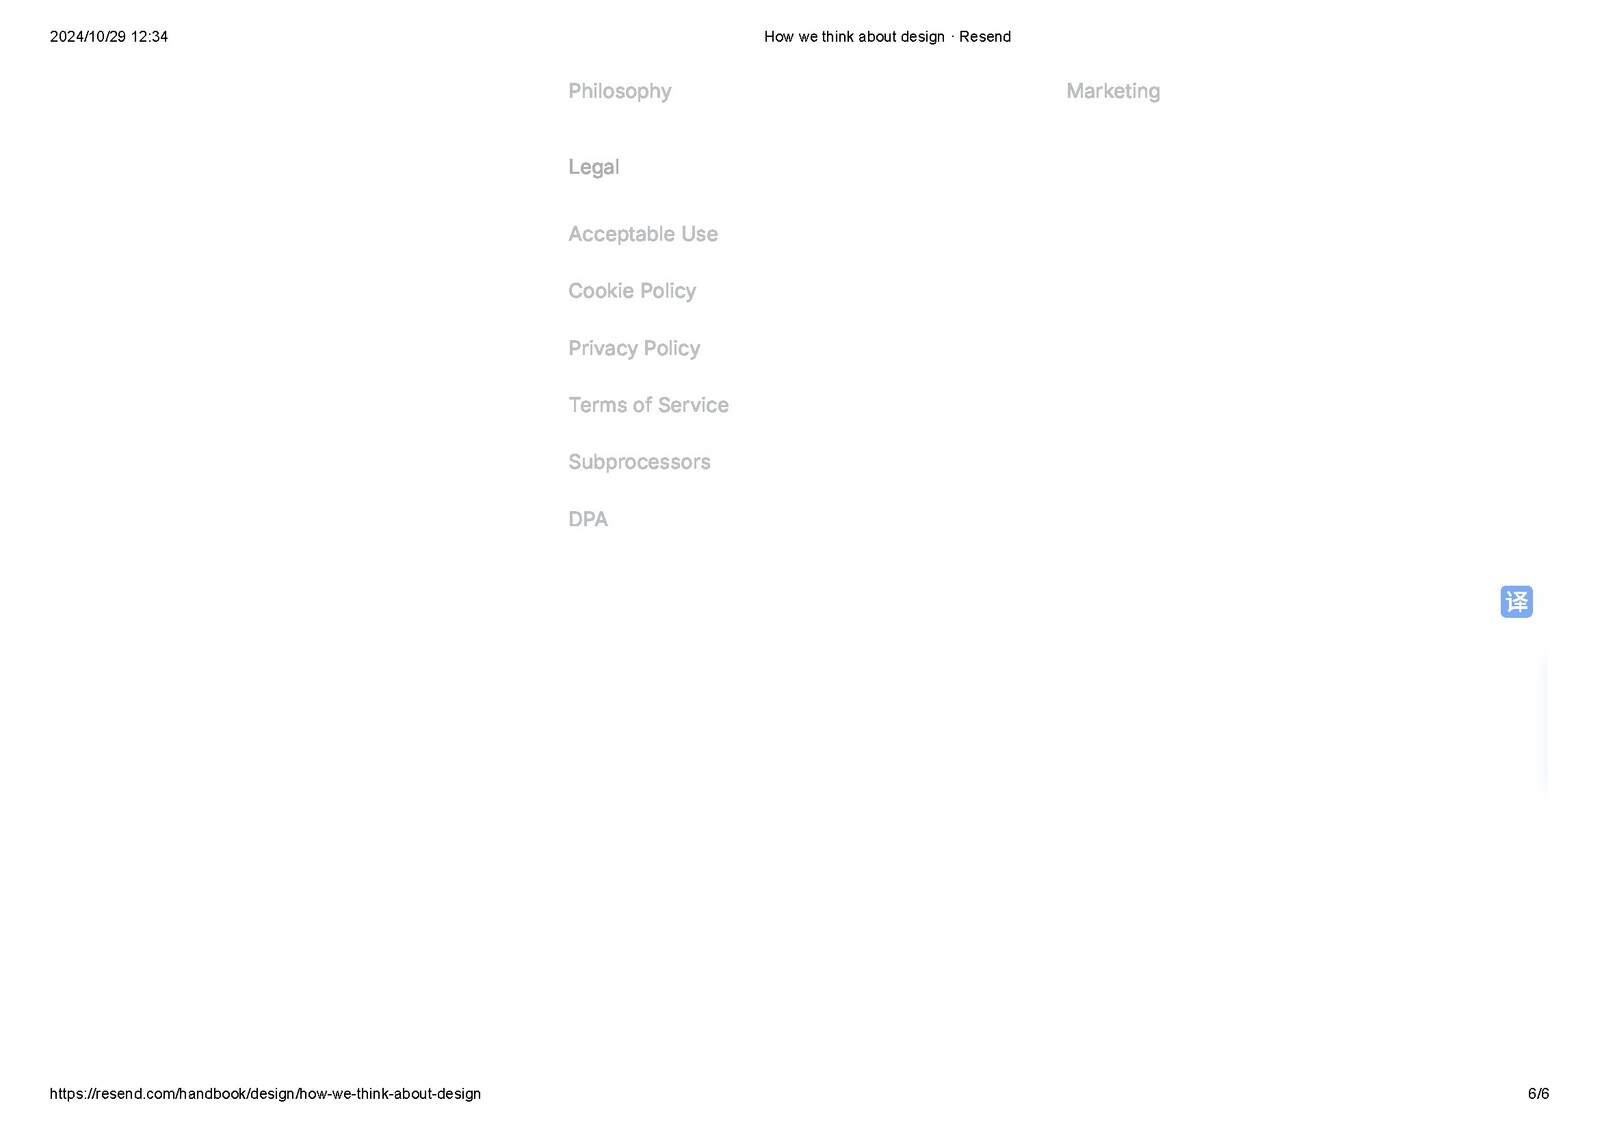 2024/10/29 12:34
How we think about design · Resend
Philosophy
Marketing
Legal
Acceptable Use
Cookie Policy
Privacy Policy
Terms of Service
Subprocessors
DPA
译
https://resend.com/handbook/design/how-we-think-about-design
6/6